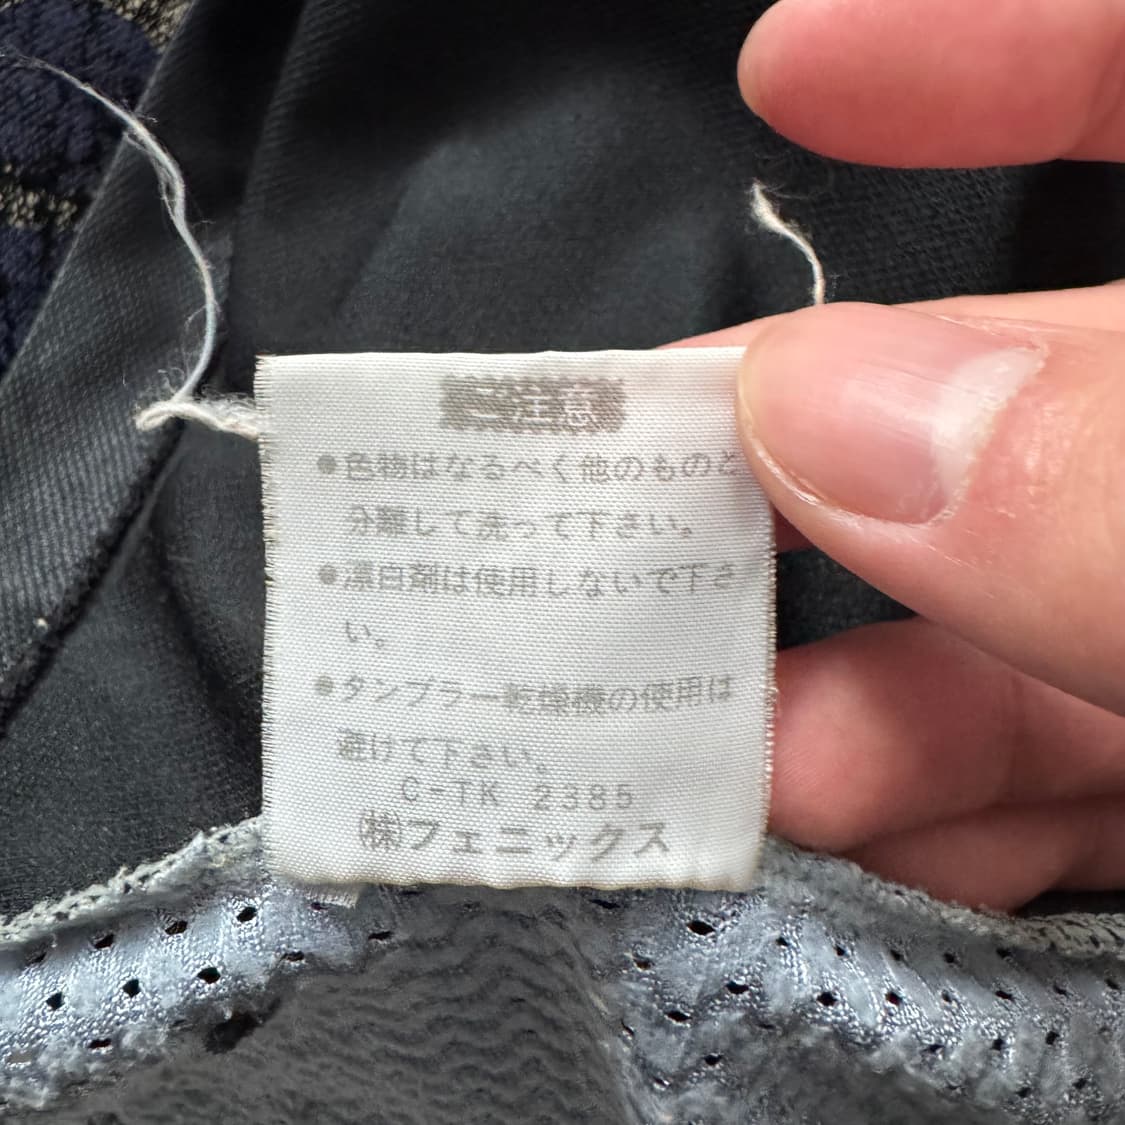 ご注意
●色物はなるべく他のものと
分離して洗って下さい。
●漂白剤は使用しないで下さ
い。
●タンブラー乾燥機の使用は
避けて下さい。
C-TK 2385
㈱フェニックス